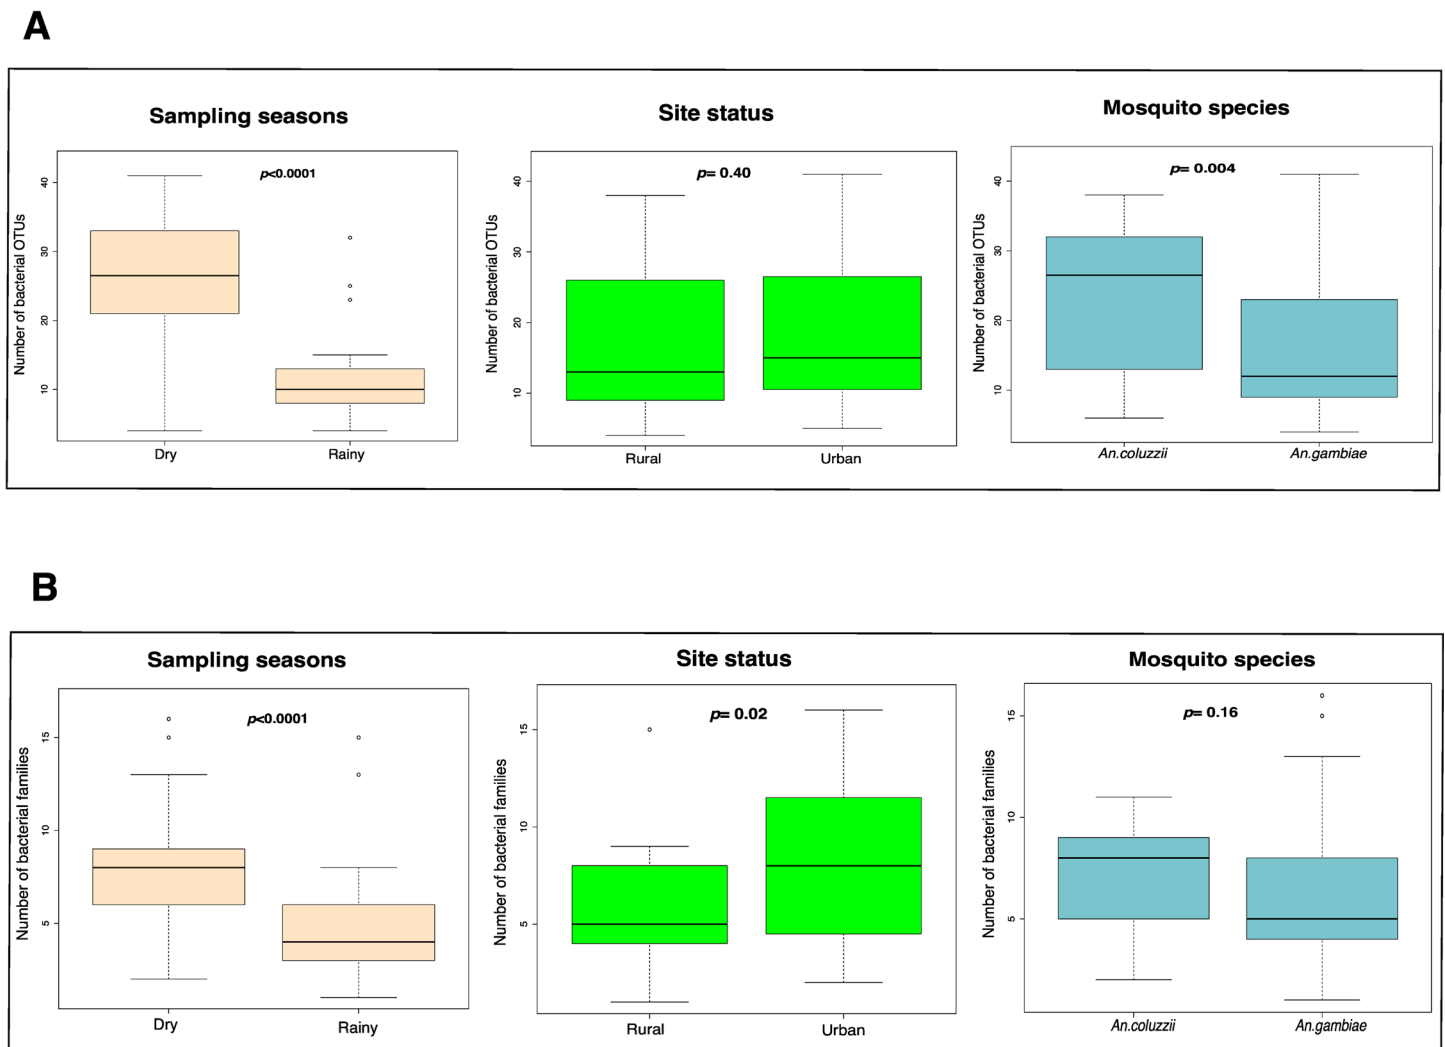 A
Sampling seasons
Site status
Mosquito species
p<0.0001
p= 0.40
p= 0.004
Number of bacterial OTUs
40
30
20
10
Dry
Rainy
Number of bacterial OTUs
40
30
20
10
Rural
Urban
Number of bacterial OTUs
40
30
20
10
An.coluzzii
An.gambiae
B
Sampling seasons
Site status
Mosquito species
p<0.0001
p= 0.02
p= 0.16
Number of bacterial families
15
10
5
Dry
Rainy
Number of bacterial families
15
10
5
Rural
Urban
Number of bacterial families
15
10
5
An.coluzzii
An.gambiae